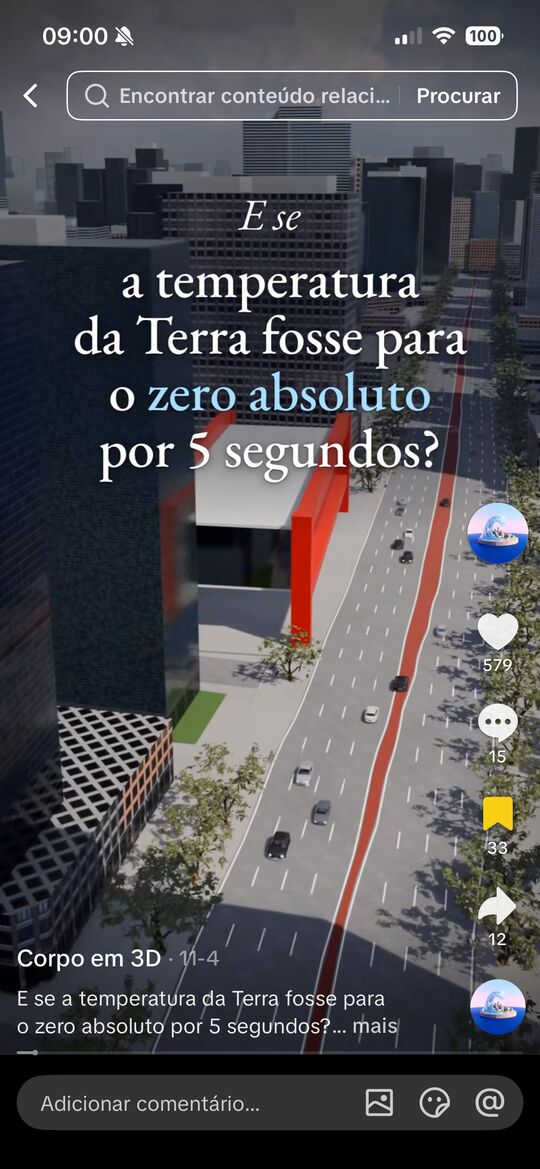 09:00
100
Encontrar conteúdo relaci...
Procurar
E se
a temperatura
da Terra fosse para
o zero absoluto
por 5 segundos?
579
15
33
12
Corpo em 3D · 11-4
E se a temperatura da Terra fosse para
o zero absoluto por 5 segundos?... mais
Adicionar comentário...